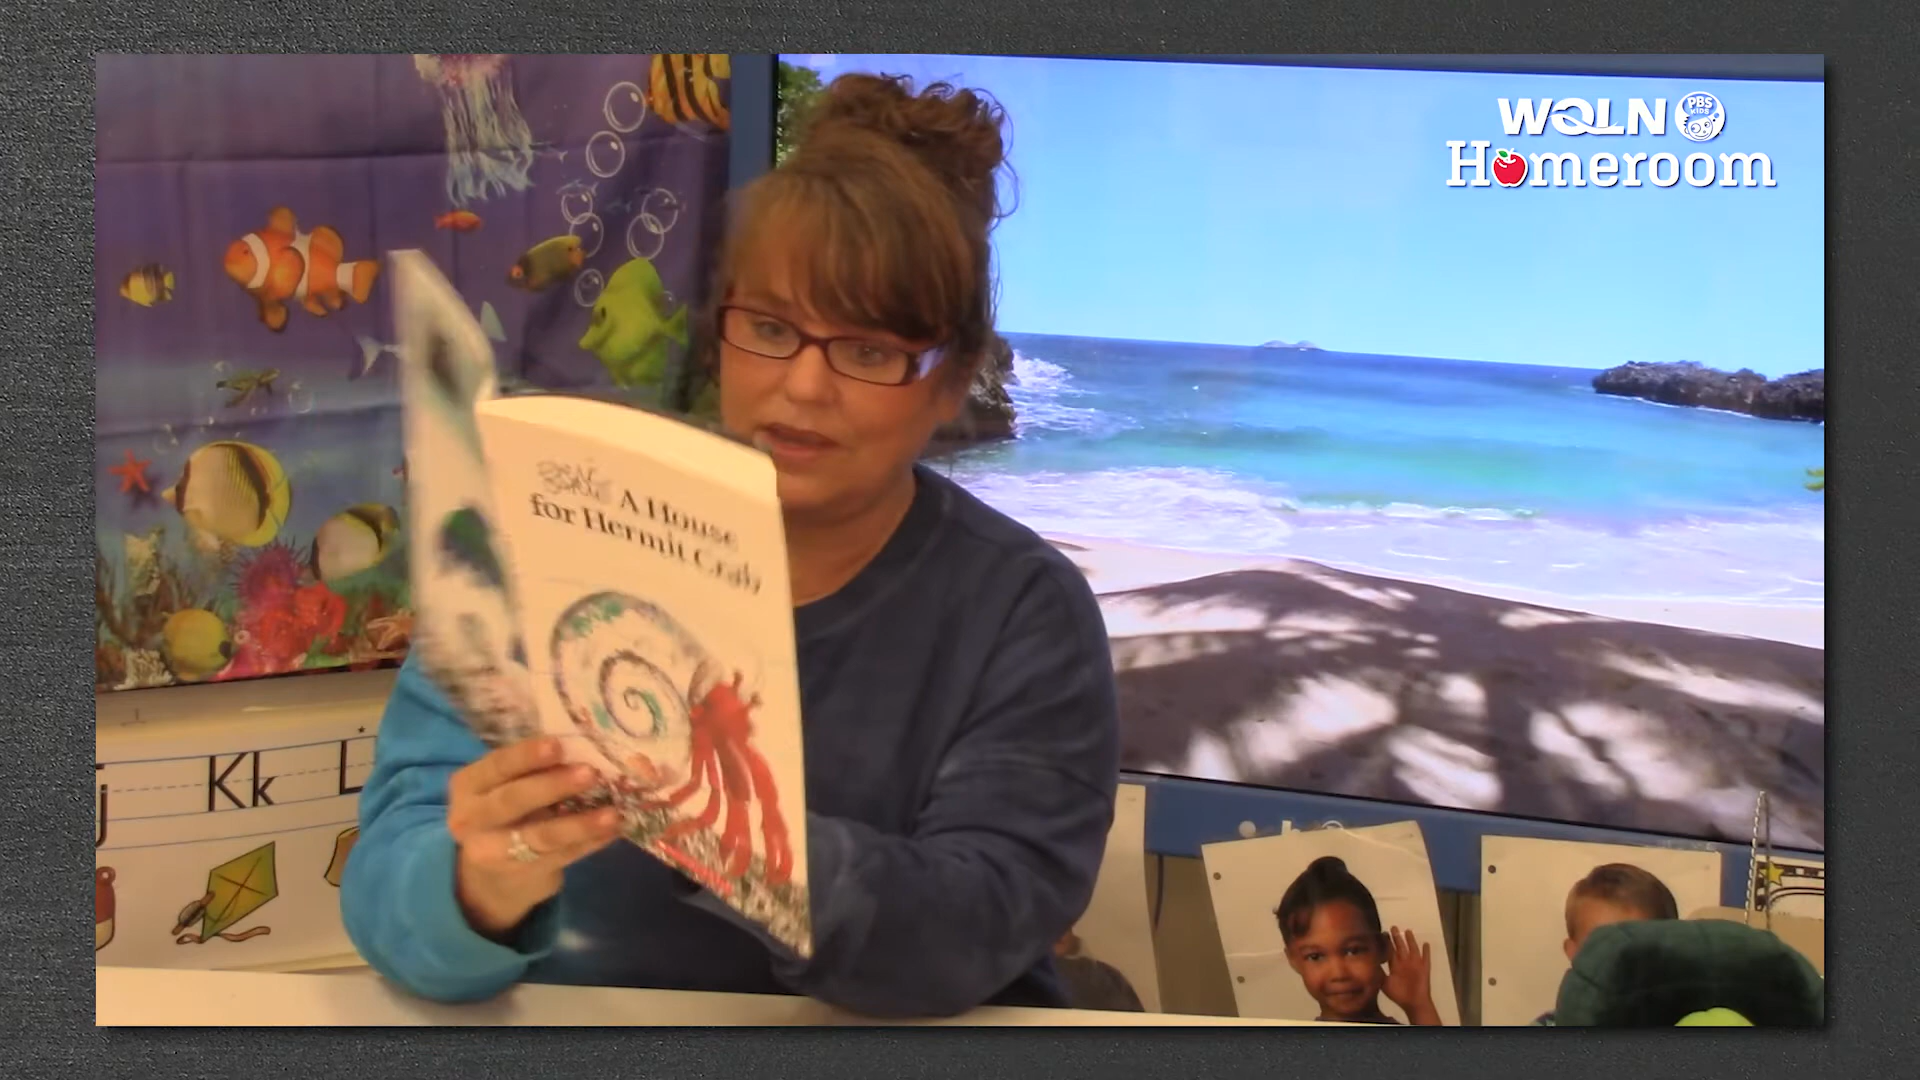 WQLN
PBS
KIDS
Homeroom
A House
for Hermit Crab
j Kk L